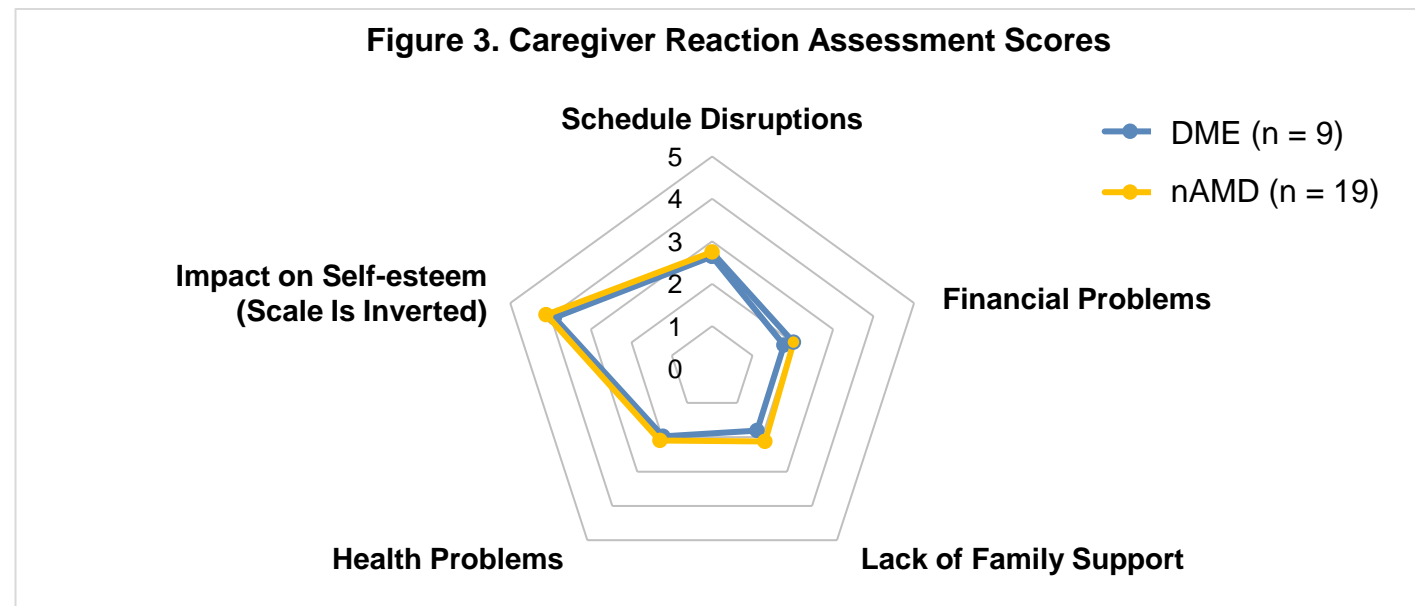 Figure 3. Caregiver Reaction Assessment Scores
Schedule Disruptions
DME (n = 9)
nAMD (n = 19)
5
4
3
2
1
0
Impact on Self-esteem
(Scale Is Inverted)
Financial Problems
Health Problems
Lack of Family Support